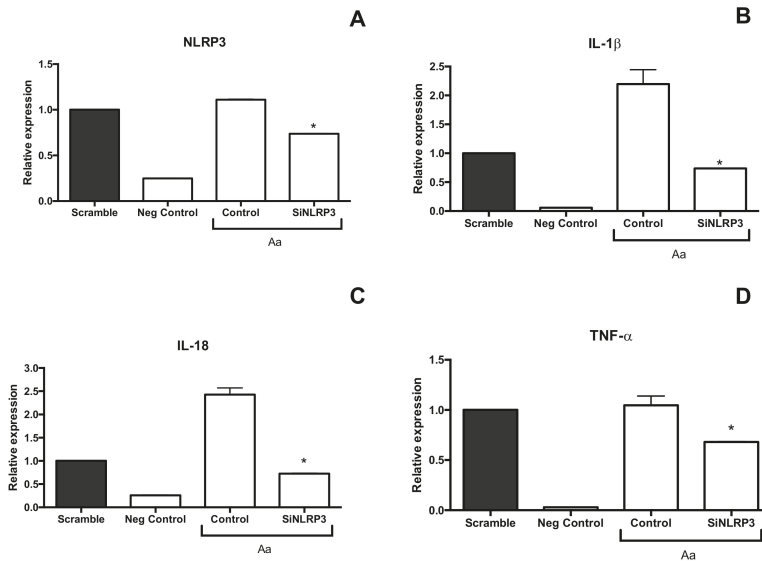 A
NLRP3
Relative expression
1.5
1.0
0.5
0.0
*
Scramble Neg Control Control SiNLRP3
Aa
B
IL-1β
Relative expression
2.5
2.0
1.5
1.0
0.5
0.0
*
Scramble Neg Control Control SiNLRP3
Aa
C
IL-18
Relative expression
3.0
2.5
2.0
1.5
1.0
0.5
0.0
*
Scramble Neg Control Control SiNLRP3
Aa
D
TNF-α
Relative expression
1.5
1.0
0.5
0.0
*
Scramble Neg Control Control SiNLRP3
Aa